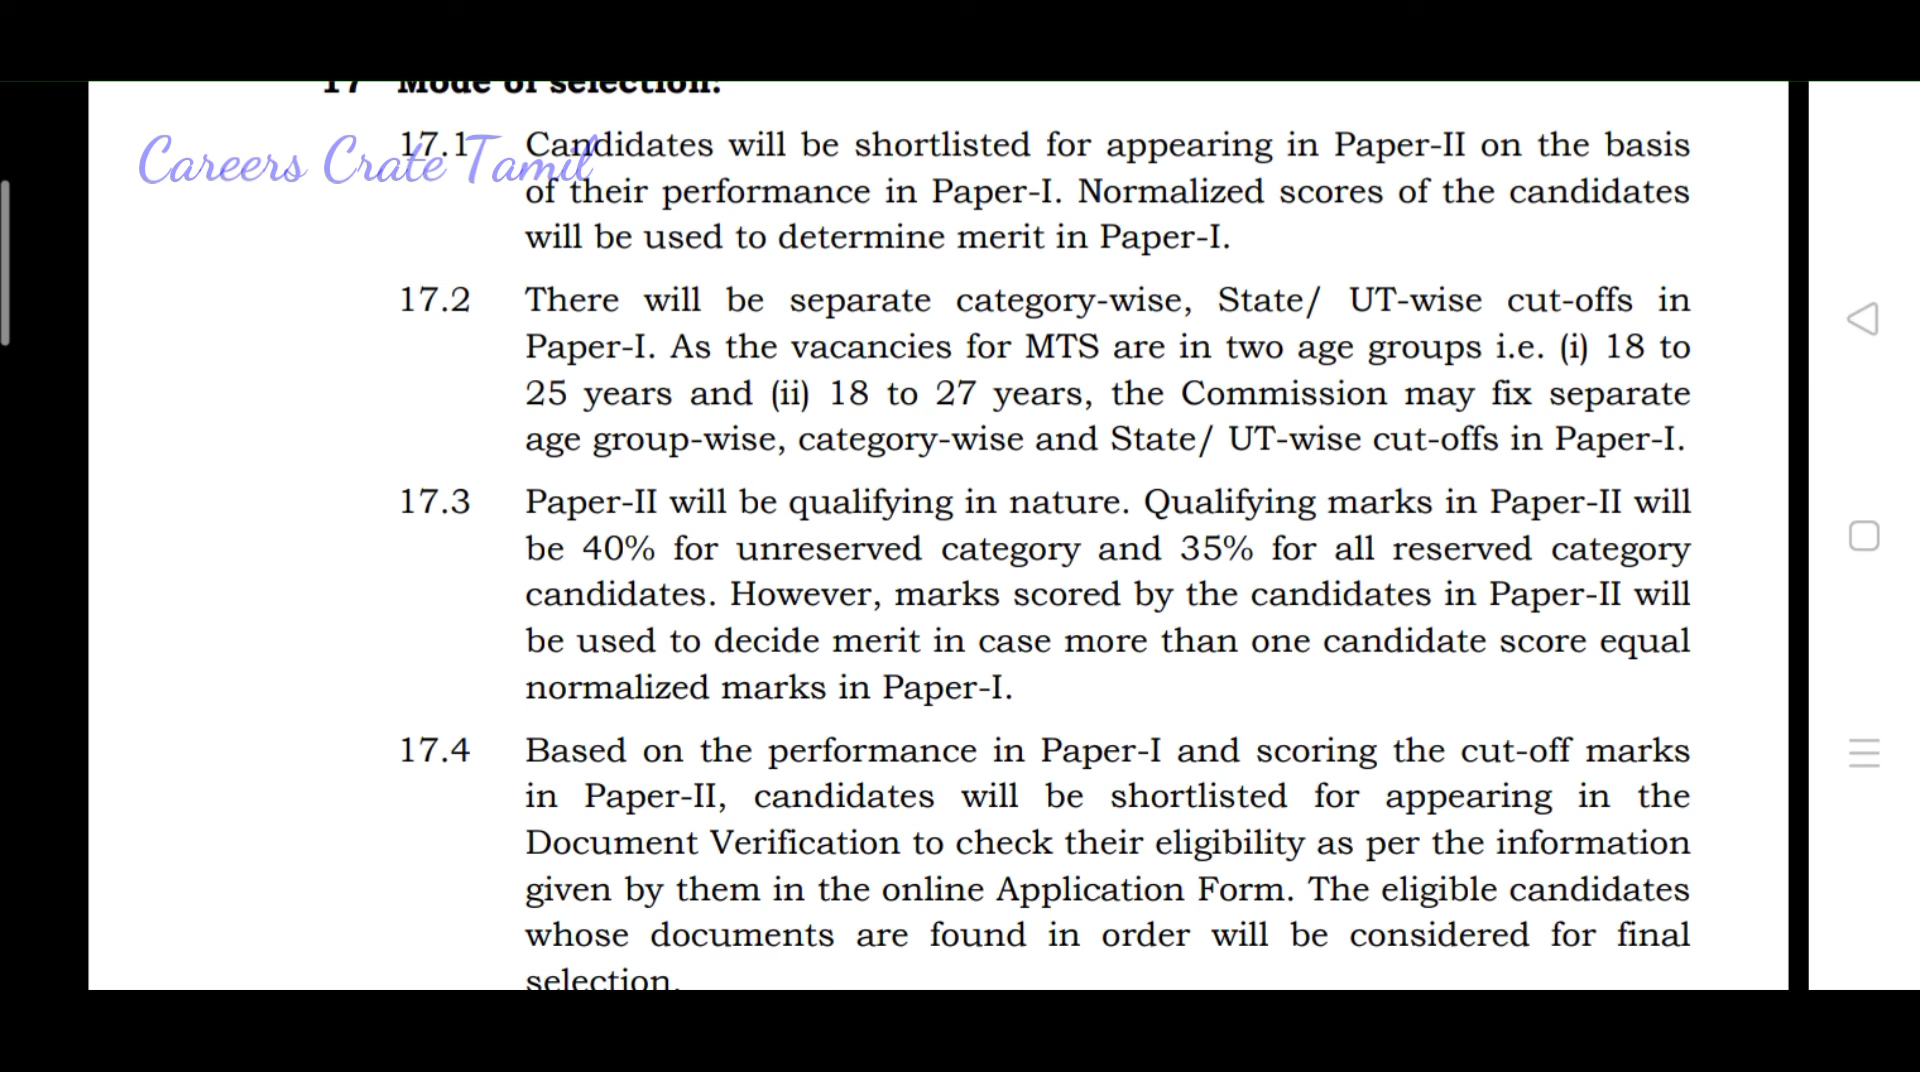 17 Mode of selection:
Careers Crate Tamil
17.1 Candidates will be shortlisted for appearing in Paper-II on the basis
of their performance in Paper-I. Normalized scores of the candidates
will be used to determine merit in Paper-I.
17.2 There will be separate category-wise, State/ UT-wise cut-offs in
Paper-I. As the vacancies for MTS are in two age groups i.e. (i) 18 to
25 years and (ii) 18 to 27 years, the Commission may fix separate
age group-wise, category-wise and State/ UT-wise cut-offs in Paper-I.
17.3 Paper-II will be qualifying in nature. Qualifying marks in Paper-II will
be 40% for unreserved category and 35% for all reserved category
candidates. However, marks scored by the candidates in Paper-II will
be used to decide merit in case more than one candidate score equal
normalized marks in Paper-I.
17.4 Based on the performance in Paper-I and scoring the cut-off marks
in Paper-II, candidates will be shortlisted for appearing in the
Document Verification to check their eligibility as per the information
given by them in the online Application Form. The eligible candidates
whose documents are found in order will be considered for final
selection.